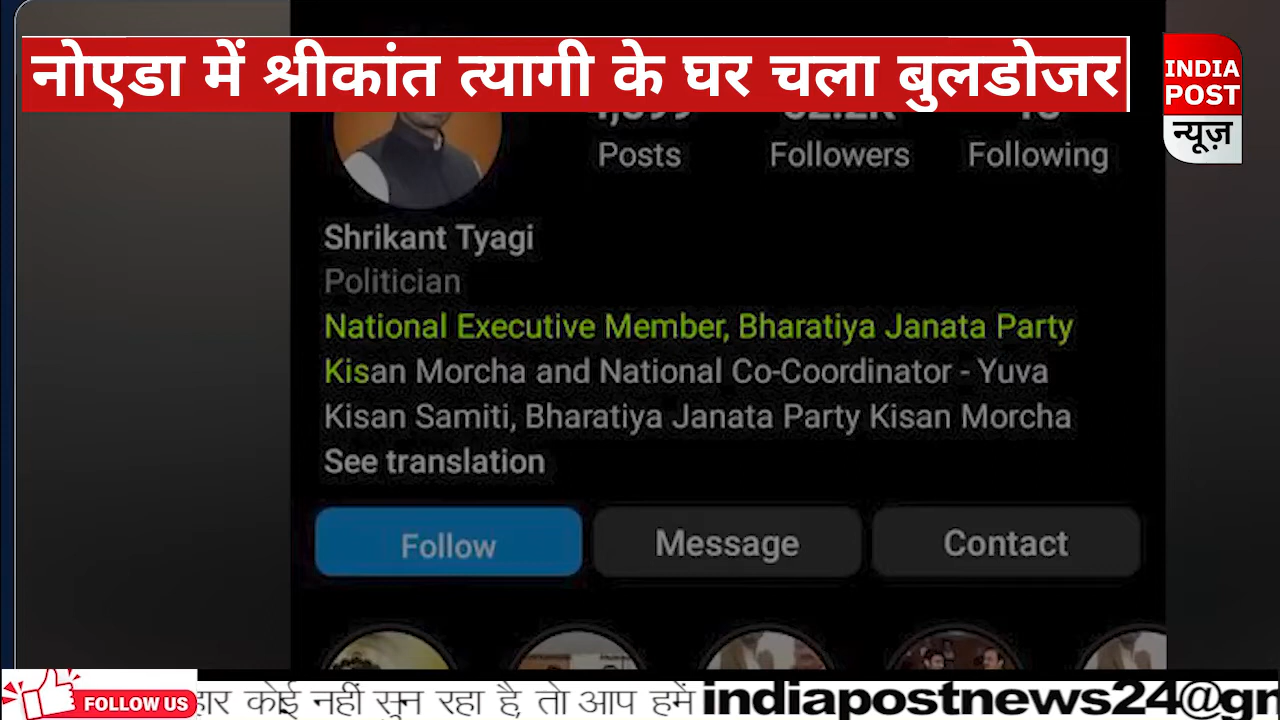 नोएडा में श्रीकांत त्यागी के घर चला बुलडोजर
INDIA
POST
न्यूज़
Posts Followers Following
Shrikant Tyagi
Politician
National Executive Member, Bharatiya Janata Party
Kisan Morcha and National Co-Coordinator - Yuva
Kisan Samiti, Bharatiya Janata Party Kisan Morcha
See translation
Follow Message Contact
FOLLOW US
कोई नहीं सुन रहा है, तो आप हमें indiapostnews24@gm